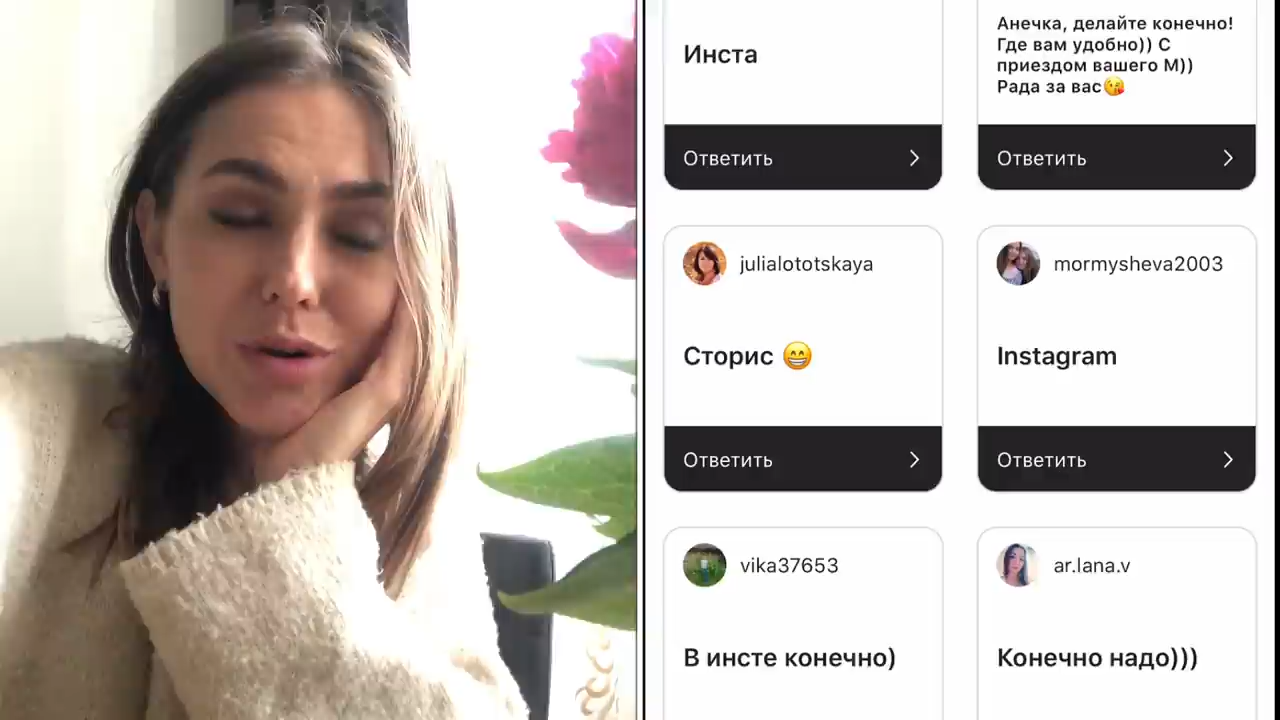 Инста
Ответить
Анечка, делайте конечно!
Где вам удобно)) С
приездом вашего М))
Рада за вас😘
Ответить
julialototskaya
Сторис 😁
Ответить
mormysheva2003
Instagram
Ответить
vika37653
В инсте конечно)
ar.lana.v
Конечно надо)))